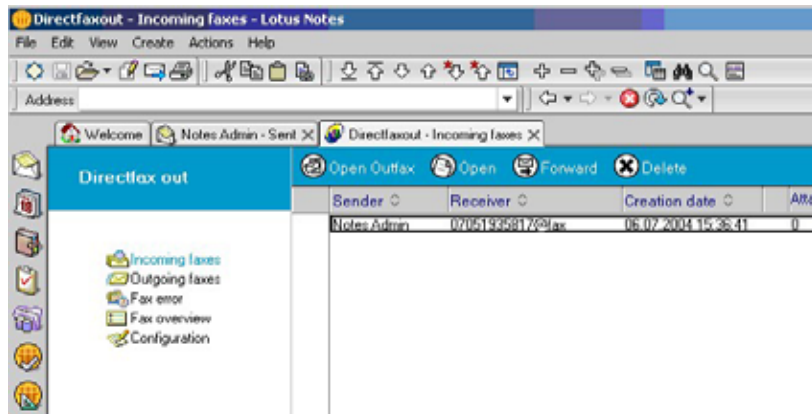 Directfaxout - Incoming faxes - Lotus Notes
File Edit View Create Actions Help
Address
Welcome Notes Admin - Sent Directfaxout - Incoming faxes
Directfax out
Open Outfax Open Forward Delete
Sender Receiver Creation date Atta
Notes Admin 07051935817@fax 06.07.2004 15:36:41 0
Incoming faxes
Outgoing faxes
Fax error
Fax overview
Configuration